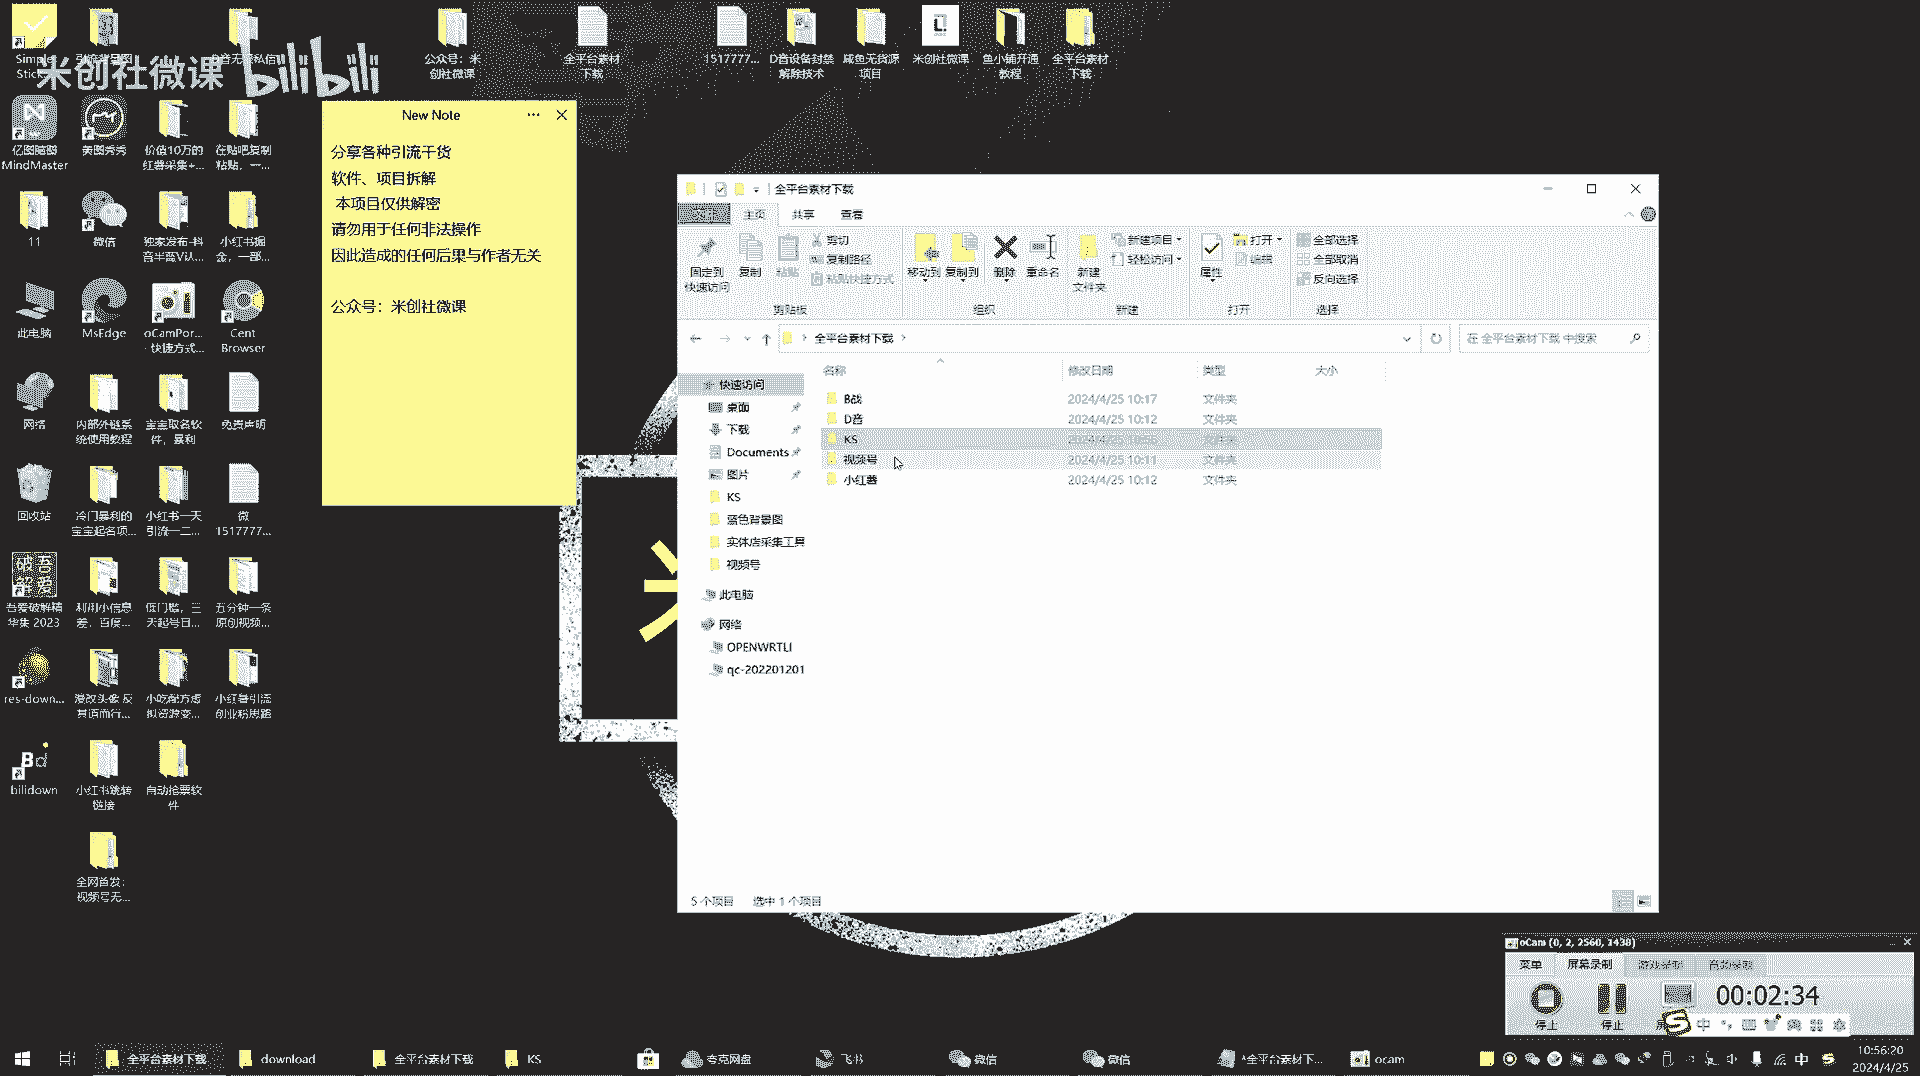 Simple
公众号：米
创社微课
全平台素材
下载
1517777...
D音设备封禁
解除技术
咸鱼无货源
项目
米创社微课
鱼小铺开通
教程
全平台素材
下载
米创社微课 bilibili
亿图脑图
MindMaster
美图秀秀
价值10万的
红薯采集+...
在贴吧复制
粘贴，一...
11
微信
独家发布-抖
音半蓝V认...
小红书掘
金，一部...
此电脑
MsEdge
oCamPor...
- 快捷方式...
Cent
Browser
网络
内部外链系
统使用教程
宝宝取名软
件，暴利
免责声明
回收站
冷门暴利的
宝宝起名项...
小红书一天
引流一二...
微
1517777...
吾爱破解精
华集 2023
利用小信息
差，百度...
低门槛，三
天起号日...
五分钟一条
原创视频...
res-down...
小吃配方虚
拟资源变...
小红薯引流
创业粉思路
bilidown
小红书跳转
链接
自动抢票软
件
全网首发：
视频号无...
New Note
分享各种引流干货
软件、项目拆解
本项目仅供解密
请勿用于任何非法操作
因此造成的任何后果与作者无关
公众号：米创社微课
全平台素材下载
文件 主页 共享 查看
固定到
快速访问
复制
粘贴
剪切
复制路径
粘贴快捷方式
剪贴板
移动到 复制到 删除 重命名
组织
新建
文件夹
新建项目
轻松访问
新建
属性
打开
编辑
打开
全部选择
全部取消
反向选择
选择
全平台素材下载
在 全平台素材下载 中搜索
名称 修改日期 类型 大小
B战 2024/4/25 10:17 文件夹
D音 2024/4/25 10:12 文件夹
KS
视频号 2024/4/25 10:11 文件夹
小红薯 2024/4/25 10:12 文件夹
快速访问
桌面
下载
Documents
图片
KS
蓝色背景图
实体店采集工具
视频号
此电脑
网络
OPENWRTLI
qc-202201201
5 个项目 选中 1 个项目
oCam (0, 2, 2560, 1438)
菜单 屏幕录制 游戏录制 音频录制
00:02:34
停止 停止
中
全平台素材下载 download 全平台素材下载 KS 夸克网盘 飞书 微信 微信 *全平台素材下... ocam
中
10:56:20
2024/4/25